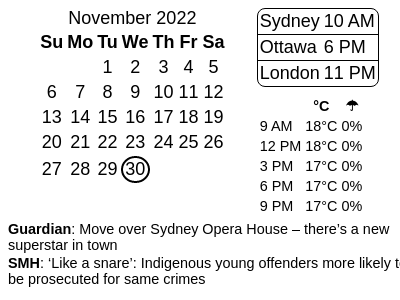 November 2022
Su Mo Tu We Th Fr Sa
1 2 3 4 5
6 7 8 9 10 11 12
13 14 15 16 17 18 19
20 21 22 23 24 25 26
27 28 29 30
Sydney 10 AM
Ottawa 6 PM
London 11 PM
°C ☂
9 AM 18°C 0%
12 PM 18°C 0%
3 PM 17°C 0%
6 PM 17°C 0%
9 PM 17°C 0%
Guardian: Move over Sydney Opera House – there’s a new
superstar in town
SMH: ‘Like a snare’: Indigenous young offenders more likely t
be prosecuted for same crimes